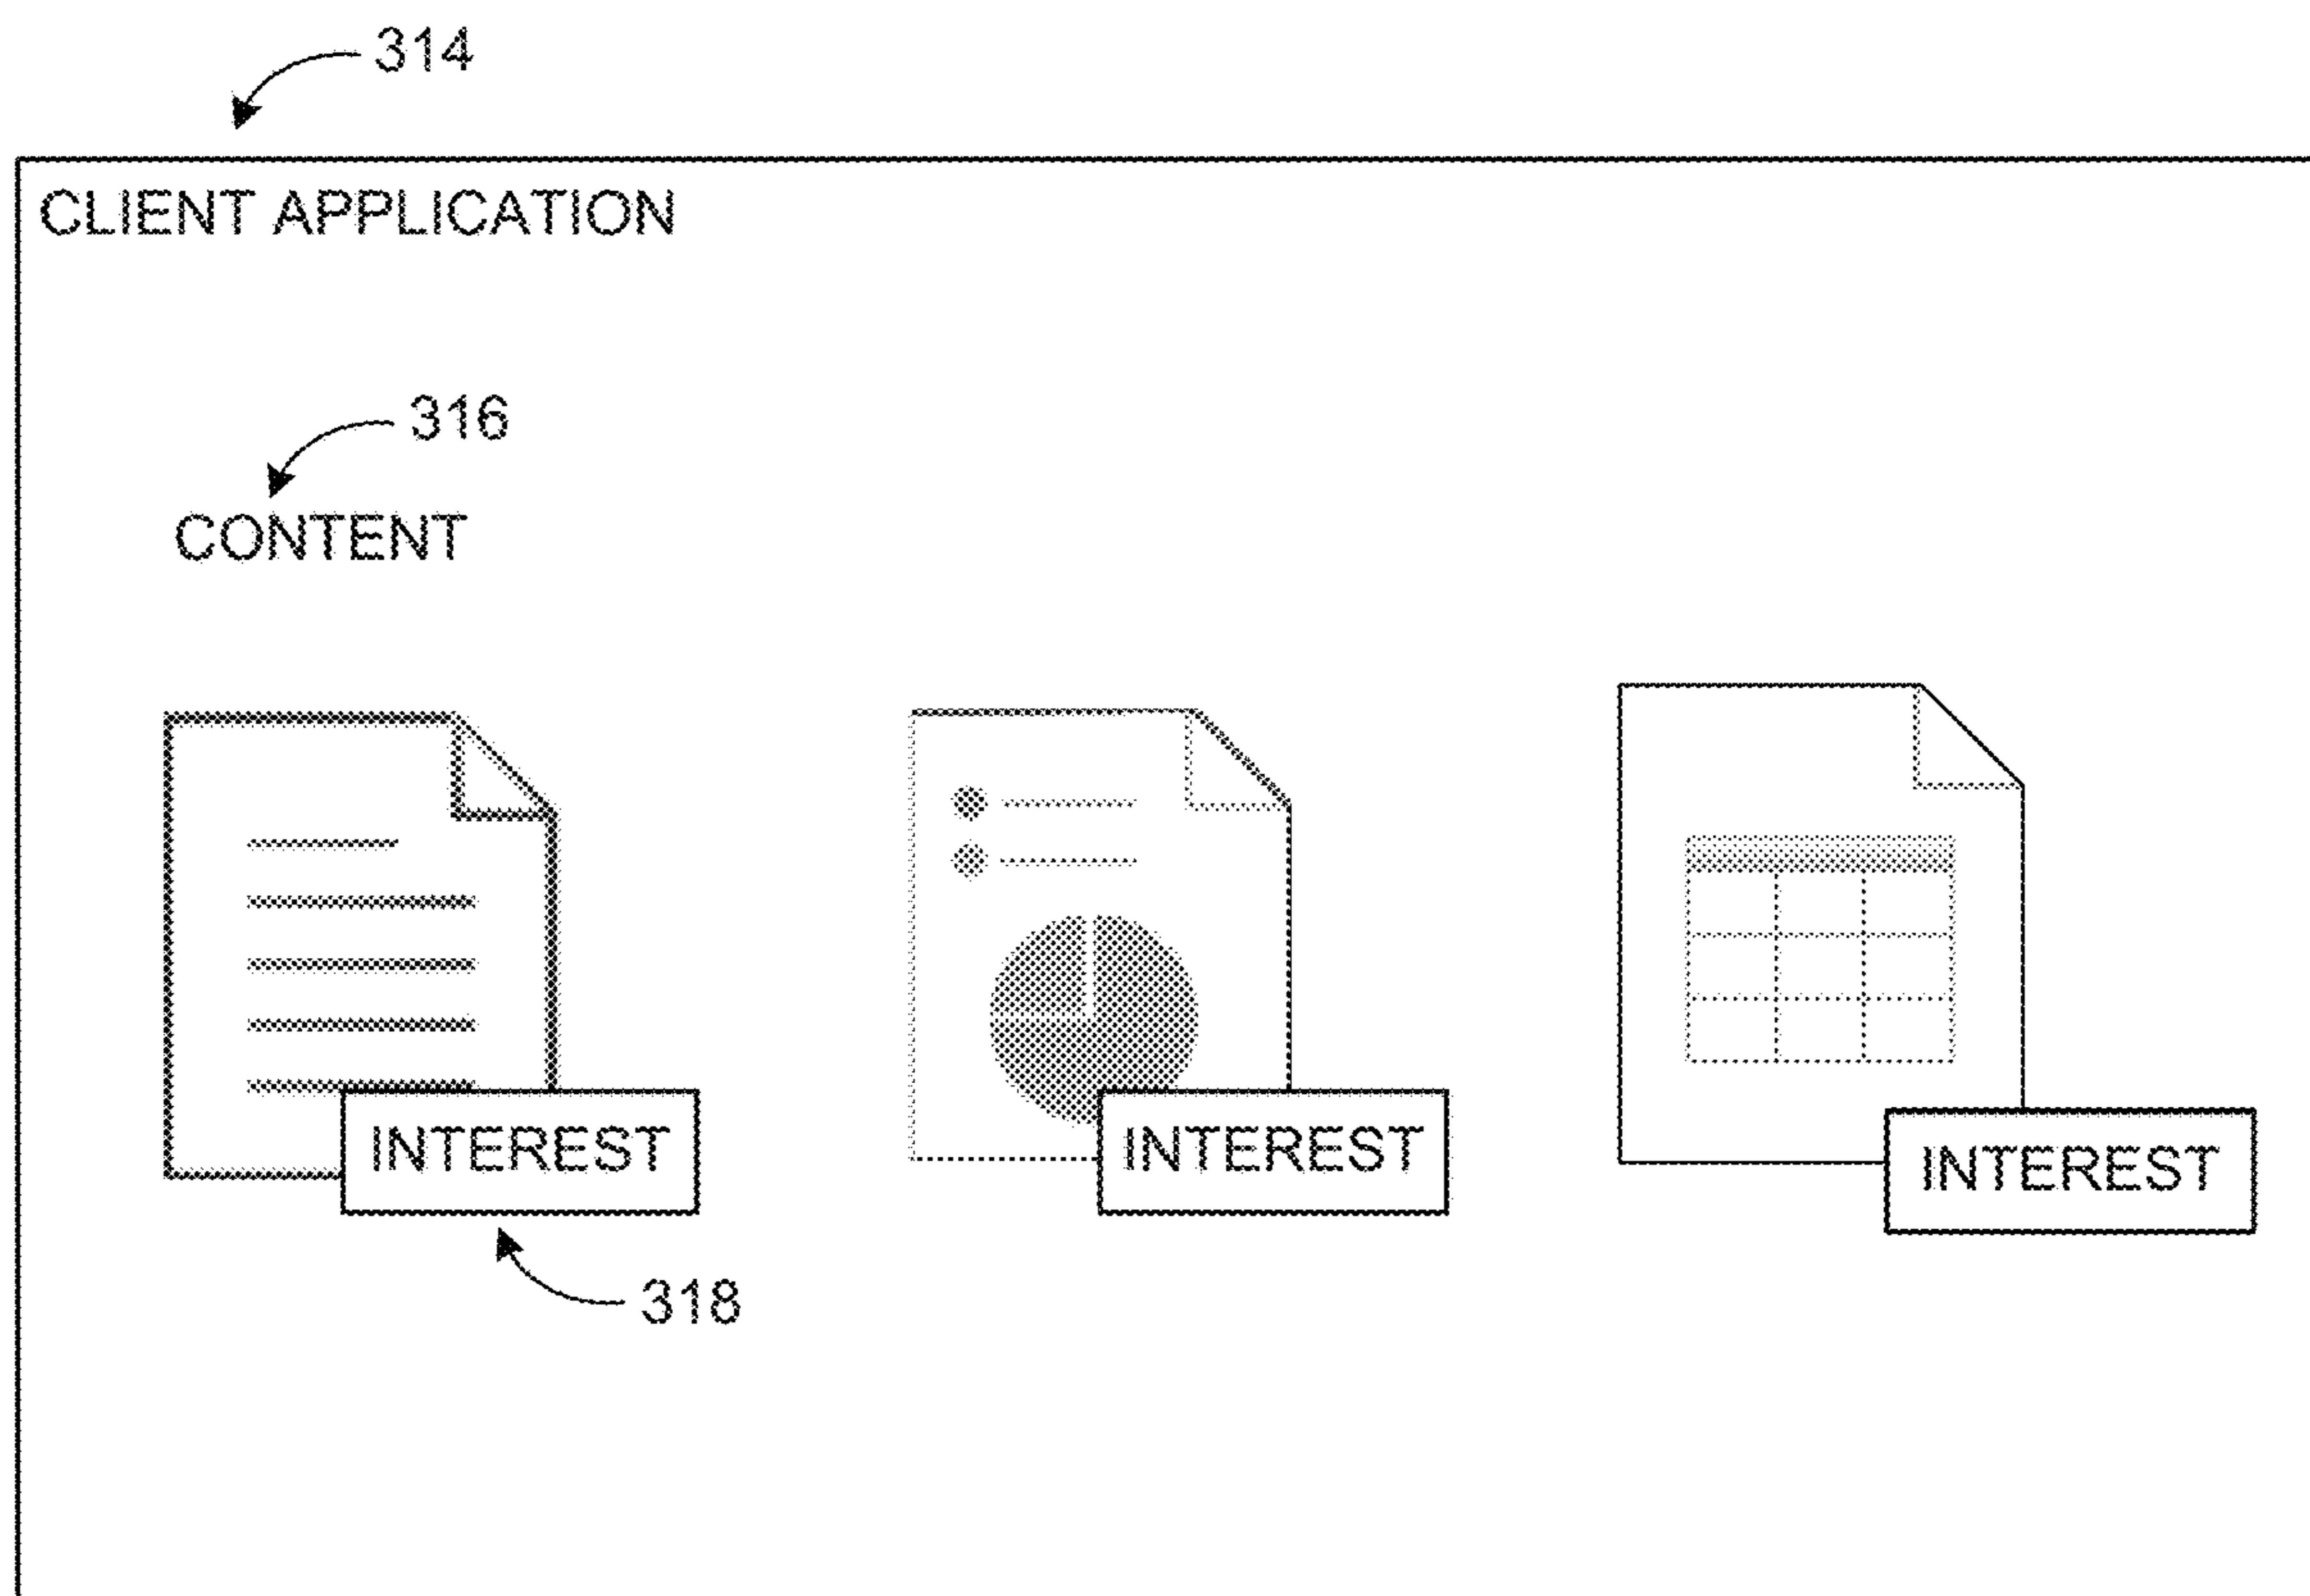 314
CLIENT APPLICATION
316
CONTENT
INTEREST
INTEREST
INTEREST
318